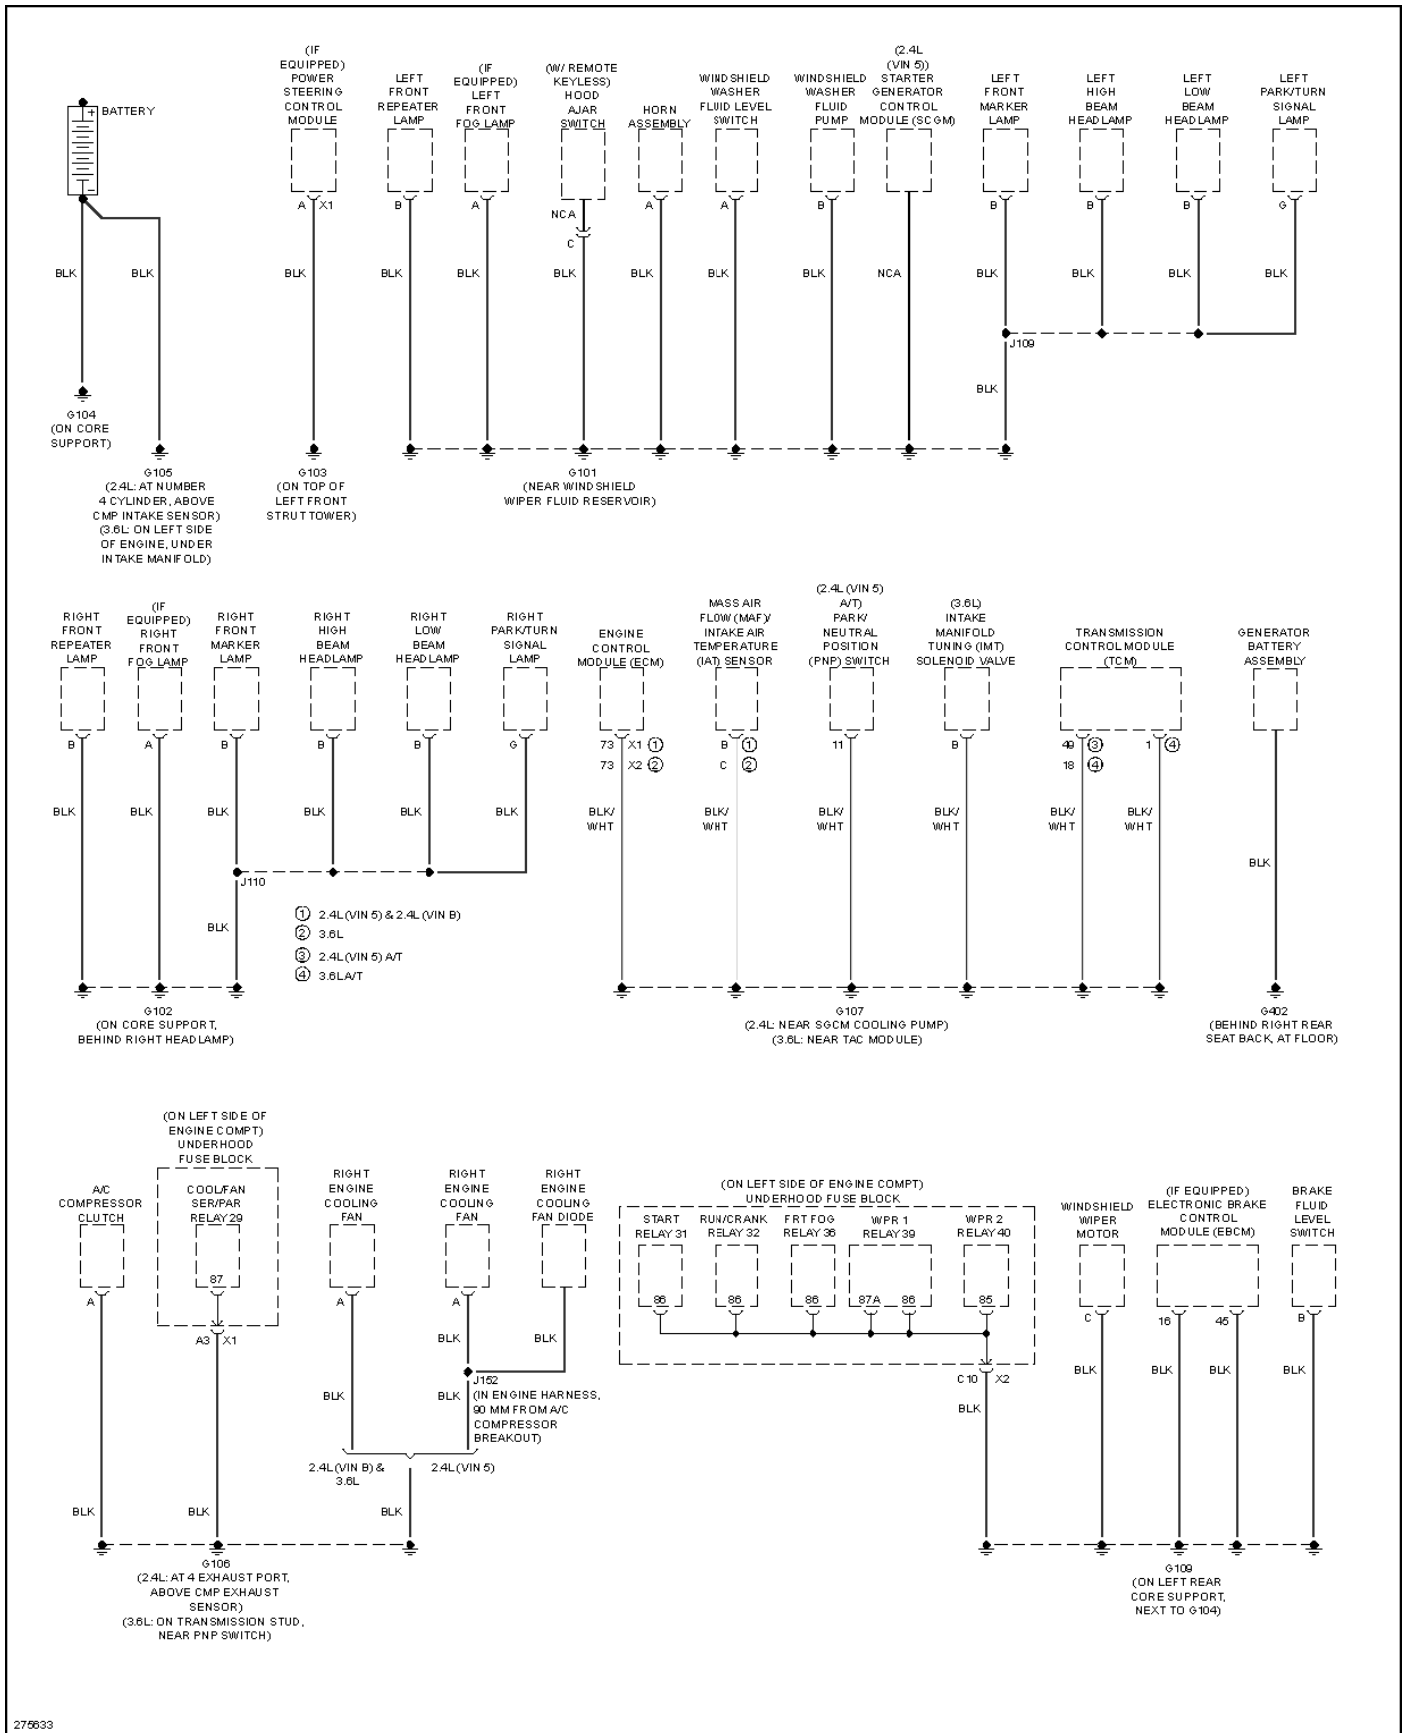 BATTERY
BLK
BLK
G104
(ON CORE
SUPPORT)
G105
(2.4L: AT NUMBER
4 CYLINDER, ABOVE
CMP INTAKE SENSOR)
(3.6L: ON LEFT SIDE
OF ENGINE, UNDER
INTAKE MANIFOLD)
(IF
EQUIPPED)
POWER
STEERING
CONTROL
MODULE
A X1
BLK
G103
(ON TOP OF
LEFT FRONT
STRUT TOWER)
LEFT
FRONT
REPEATER
LAMP
B
BLK
(IF
EQUIPPED)
LEFT
FRONT
FOG LAMP
A
BLK
(W/ REMOTE
KEYLESS)
HOOD
AJAR
SWITCH
NCA
C
BLK
HORN
ASSEMBLY
A
BLK
WINDSHIELD
WASHER
FLUID LEVEL
SWITCH
A
BLK
WINDSHIELD
WASHER
FLUID
PUMP
B
BLK
(2.4L
(VIN 5))
STARTER
GENERATOR
CONTROL
MODULE (SCGM)
NCA
LEFT
FRONT
MARKER
LAMP
B
BLK
J109
BLK
LEFT
HIGH
BEAM
HEADLAMP
B
BLK
LEFT
LOW
BEAM
HEADLAMP
B
BLK
LEFT
PARK/TURN
SIGNAL
LAMP
G
BLK
G101
(NEAR WINDSHIELD
WIPER FLUID RESERVOIR)
RIGHT
FRONT
REPEATER
LAMP
B
BLK
(IF
EQUIPPED)
RIGHT
FRONT
FOG LAMP
A
BLK
RIGHT
FRONT
MARKER
LAMP
B
BLK
J110
BLK
RIGHT
HIGH
BEAM
HEADLAMP
B
BLK
RIGHT
LOW
BEAM
HEADLAMP
B
BLK
RIGHT
PARK/TURN
SIGNAL
LAMP
G
BLK
G102
(ON CORE SUPPORT,
BEHIND RIGHT HEADLAMP)
1 2.4L (VIN 5) & 2.4L (VIN B)
2 3.6L
3 2.4L (VIN 5) A/T
4 3.6L A/T
ENGINE
CONTROL
MODULE (ECM)
73 X1 1
73 X2 2
BLK/
WHT
MASS AIR
FLOW (MAF)/
INTAKE AIR
TEMPERATURE
(IAT) SENSOR
B 1
C 2
BLK/
WHT
(2.4L (VIN 5)
A/T)
PARK/
NEUTRAL
POSITION
(PNP) SWITCH
11
BLK/
WHT
(3.6L)
INTAKE
MANIFOLD
TUNING (IMT)
SOLENOID VALVE
B
BLK/
WHT
TRANSMISSION
CONTROL MODULE
(TCM)
49 3
18 4
1 4
BLK/
WHT
BLK/
WHT
G107
(2.4L: NEAR SGCM COOLING PUMP)
(3.6L: NEAR TAC MODULE)
GENERATOR
BATTERY
ASSEMBLY
BLK
G402
(BEHIND RIGHT REAR
SEAT BACK, AT FLOOR)
A/C
COMPRESSOR
CLUTCH
A
BLK
(ON LEFT SIDE OF
ENGINE COMPT)
UNDERHOOD
FUSE BLOCK
COOL/FAN
SER/PAR
RELAY 29
87
A3 X1
BLK
RIGHT
ENGINE
COOLING
FAN
A
BLK
RIGHT
ENGINE
COOLING
FAN
A
BLK
RIGHT
ENGINE
COOLING
FAN DIODE
BLK
J152
(IN ENGINE HARNESS,
90 MM FROM A/C
COMPRESSOR
BREAKOUT)
BLK
2.4L (VIN B) &
3.6L
2.4L (VIN 5)
BLK
G106
(2.4L: AT 4 EXHAUST PORT,
ABOVE CMP EXHAUST
SENSOR)
(3.6L: ON TRANSMISSION STUD,
NEAR PNP SWITCH)
(ON LEFT SIDE OF ENGINE COMPT)
UNDERHOOD FUSE BLOCK
START
RELAY 31
86
RUN/CRANK
RELAY 32
86
FRT FOG
RELAY 36
86
WPR 1
RELAY 39
87A 86
WPR 2
RELAY 40
85
C10 X2
BLK
WINDSHIELD
WIPER
MOTOR
C
BLK
(IF EQUIPPED)
ELECTRONIC BRAKE
CONTROL
MODULE (EBCM)
16 45
BLK
BLK
BRAKE
FLUID
LEVEL
SWITCH
B
BLK
G109
(ON LEFT REAR
CORE SUPPORT,
NEXT TO G104)
275633